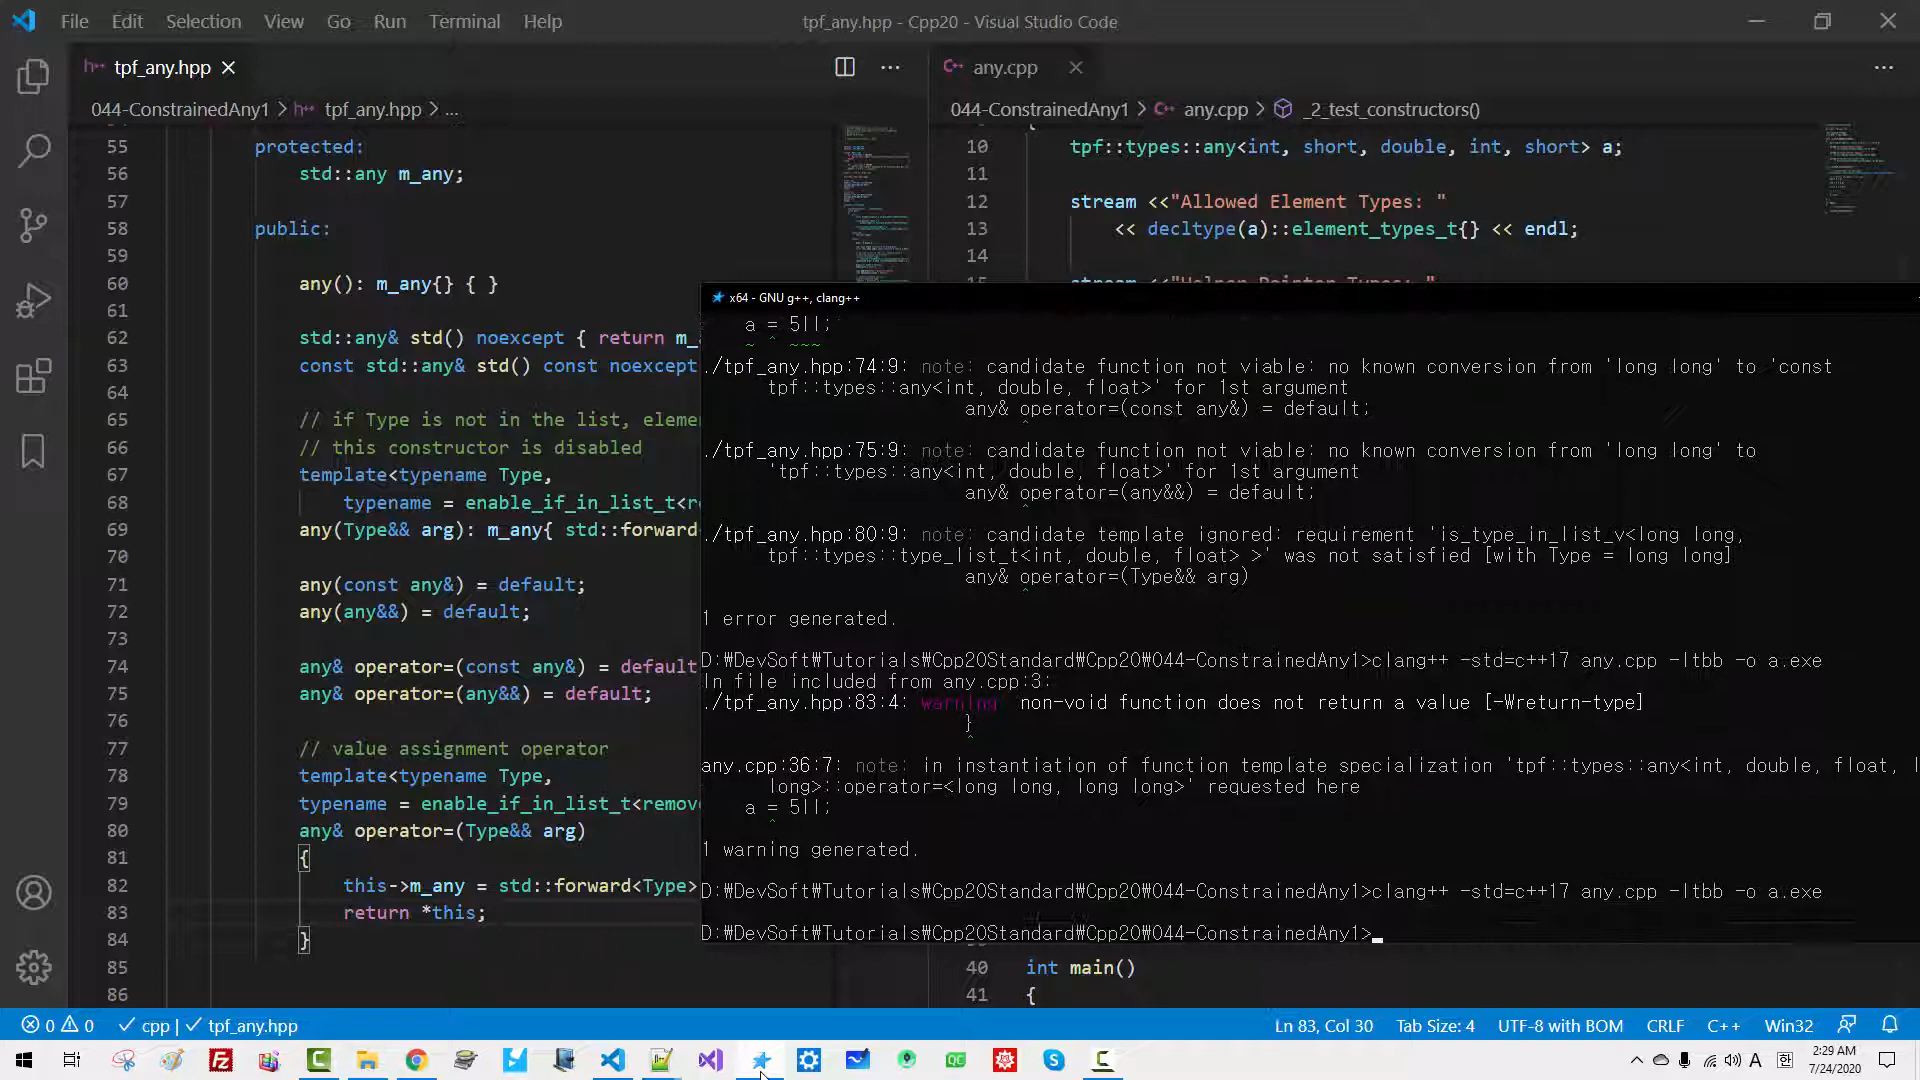 File Edit Selection View Go Run Terminal Help
tpf_any.hpp - Cpp20 - Visual Studio Code
tpf_any.hpp
044-ConstrainedAny1 > tpf_any.hpp > ...
55 protected:
56 std::any m_any;
57
58 public:
59
60 any(): m_any{} { }
61
62 std::any& std() noexcept { return m_
63 const std::any& std() const noexcept
64
65 // if Type is not in the list, eleme
66 // this constructor is disabled
67 template<typename Type,
68 typename = enable_if_in_list_t<re
69 any(Type&& arg): m_any{ std::forward
70
71 any(const any&) = default;
72 any(any&&) = default;
73
74 any& operator=(const any&) = default
75 any& operator=(any&&) = default;
76
77 // value assignment operator
78 template<typename Type,
79 typename = enable_if_in_list_t<remov
80 any& operator=(Type&& arg)
81 {
82 this->m_any = std::forward<Type>
83 return *this;
84 }
85
86
any.cpp
044-ConstrainedAny1 > any.cpp > _2_test_constructors()
10 tpf::types::any<int, short, double, int, short> a;
11
12 stream <<"Allowed Element Types: "
13 << decltype(a)::element_types_t{} << endl;
14
x64 - GNU g++, clang++
a = 5ll;
~ ^ ~~~
./tpf_any.hpp:74:9: note: candidate function not viable: no known conversion from 'long long' to 'const
tpf::types::any<int, double, float>' for 1st argument
any& operator=(const any&) = default;
^
./tpf_any.hpp:75:9: note: candidate function not viable: no known conversion from 'long long' to
'tpf::types::any<int, double, float>' for 1st argument
any& operator=(any&&) = default;
^
./tpf_any.hpp:80:9: note: candidate template ignored: requirement 'is_type_in_list_v<long long,
tpf::types::type_list_t<int, double, float> >' was not satisfied [with Type = long long]
any& operator=(Type&& arg)
^
1 error generated.
D:₩DevSoft₩Tutorials₩Cpp20Standard₩Cpp20₩044-ConstrainedAny1>clang++ -std=c++17 any.cpp -ltbb -o a.exe
In file included from any.cpp:3:
./tpf_any.hpp:83:4: warning: non-void function does not return a value [-Wreturn-type]
}
^
any.cpp:36:7: note: in instantiation of function template specialization 'tpf::types::any<int, double, float, l
long>::operator=<long long, long long>' requested here
a = 5ll;
^
1 warning generated.
D:₩DevSoft₩Tutorials₩Cpp20Standard₩Cpp20₩044-ConstrainedAny1>clang++ -std=c++17 any.cpp -ltbb -o a.exe
D:₩DevSoft₩Tutorials₩Cpp20Standard₩Cpp20₩044-ConstrainedAny1>
40 int main()
41 {
0 0 cpp | tpf_any.hpp
Ln 83, Col 30 Tab Size: 4 UTF-8 with BOM CRLF C++ Win32
A 한 2:29 AM
7/24/2020